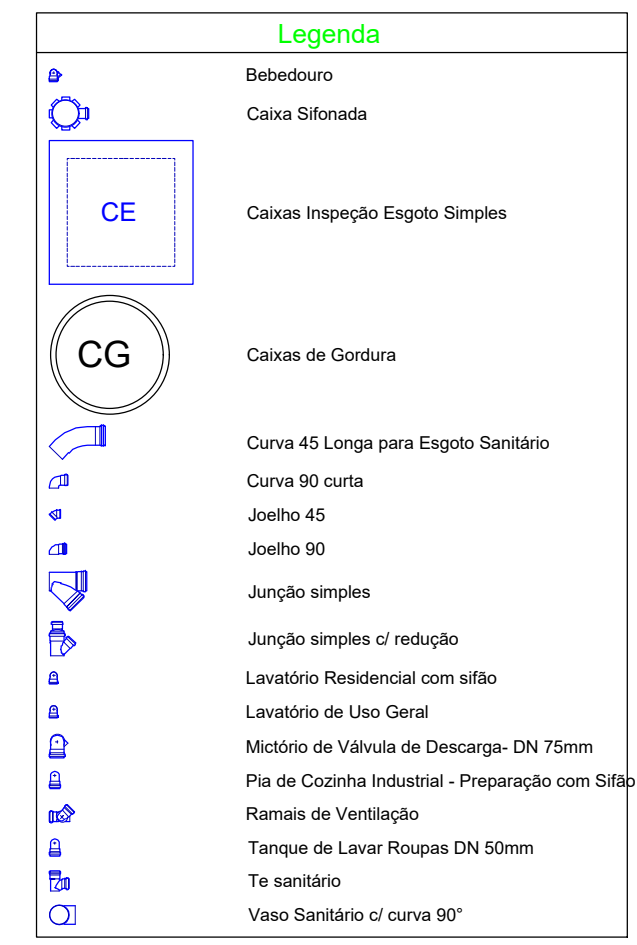 Legenda
Bebedouro
Caixa Sifonada
CE
Caixas Inspeção Esgoto Simples
CG
Caixas de Gordura
Curva 45 Longa para Esgoto Sanitário
Curva 90 curta
Joelho 45
Joelho 90
Junção simples
Junção simples c/ redução
Lavatório Residencial com sifão
Lavatório de Uso Geral
Mictório de Válvula de Descarga- DN 75mm
Pia de Cozinha Industrial - Preparação com Sifão
Ramais de Ventilação
Tanque de Lavar Roupas DN 50mm
Te sanitário
Vaso Sanitário c/ curva 90°